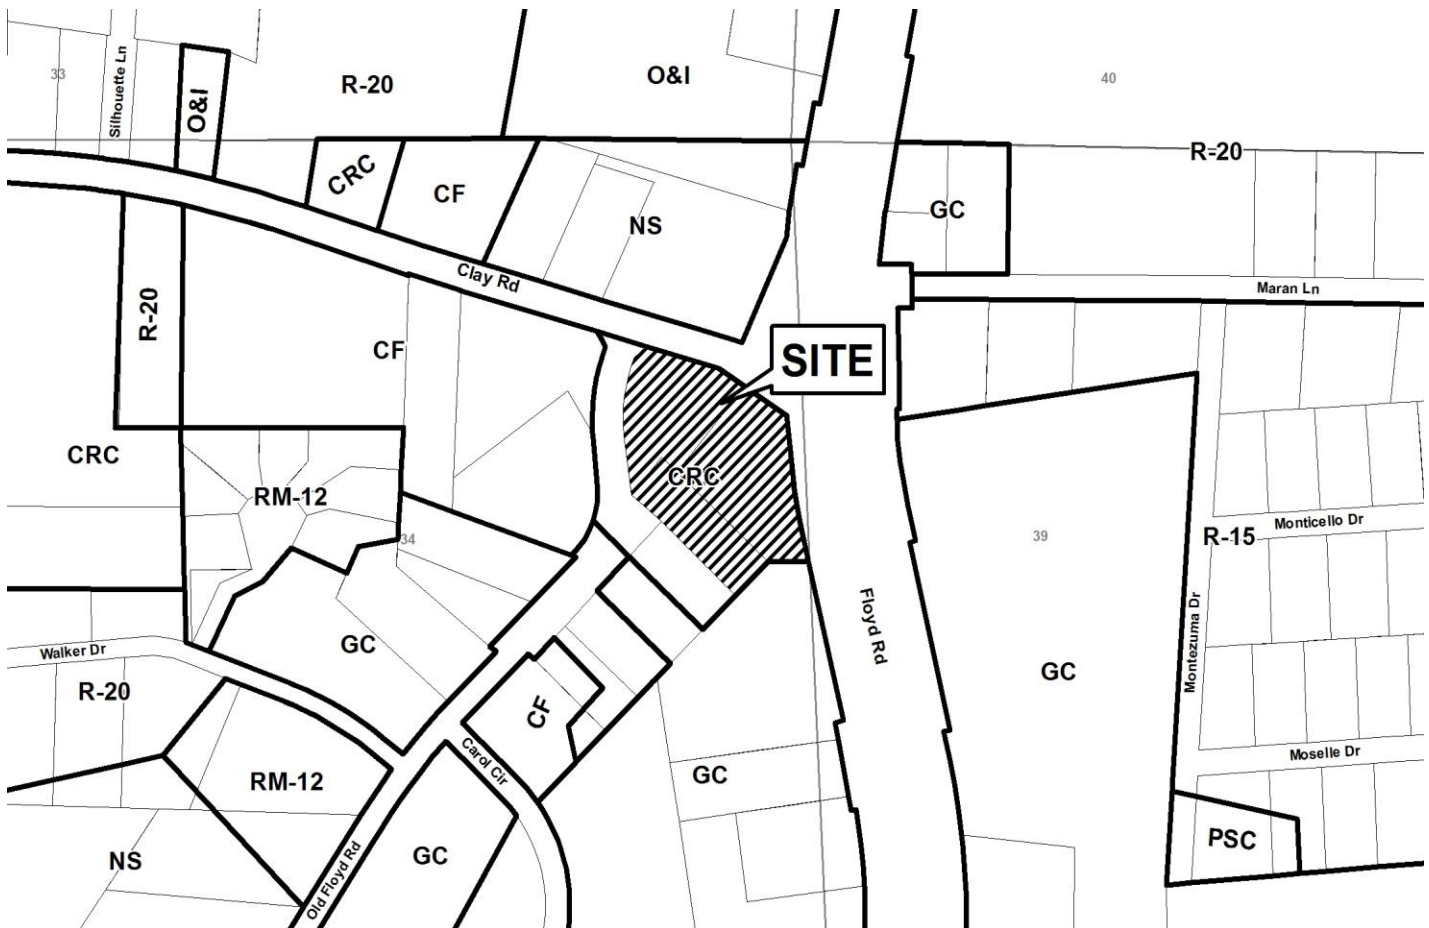 33
Silhouette Ln
O&I
R-20
O&I
40
CRC
CF
NS
GC
R-20
Clay Rd
Maran Ln
R-20
CF
SITE
CRC
CRC
RM-12
34
39
Monticello Dr
R-15
Floyd Rd
Montezuma Dr
Walker Dr
GC
GC
R-20
CF
Carol Cir
Moselle Dr
RM-12
GC
NS
GC
Old Floyd Rd
PSC